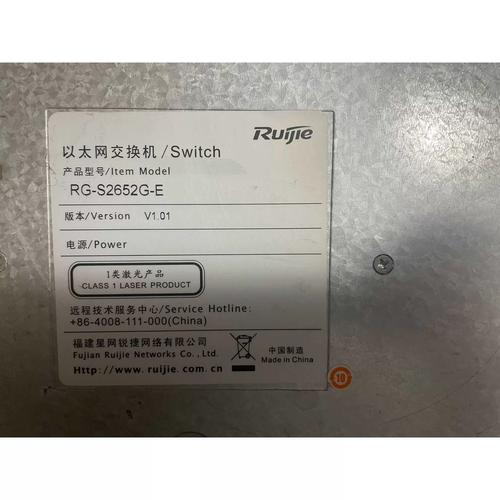 Ruijie
以太网交换机/Switch
产品型号/Item Model
RG-S2652G-E
版本/Version V1.01
电源/Power
1类激光产品
CLASS 1 LASER PRODUCT
远程技术服务中心/Service Hotline:
+86-4008-111-000(China)
福建星网锐捷网络有限公司
Fujian Ruijie Networks Co., Ltd.
Http://www.ruijie.com.cn
中国制造
Made in China
10